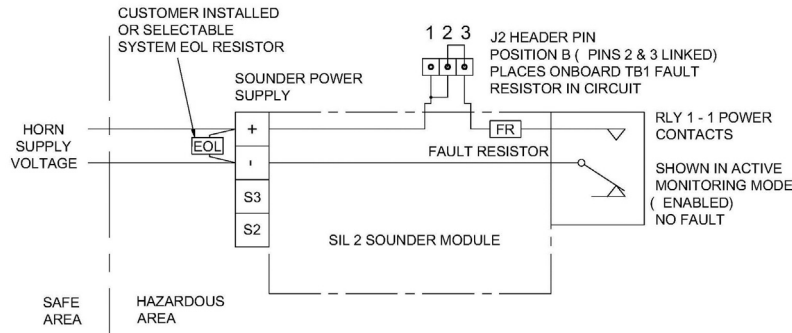 CUSTOMER INSTALLED
OR SELECTABLE
SYSTEM EOL RESISTOR
SOUNDER POWER
SUPPLY
1 2 3
J2 HEADER PIN
POSITION B ( PINS 2 & 3 LINKED)
PLACES ONBOARD TB1 FAULT
RESISTOR IN CIRCUIT
HORN
SUPPLY
VOLTAGE
EOL
+
-
S3
S2
FR
FAULT RESISTOR
RLY 1 - 1 POWER
CONTACTS
SHOWN IN ACTIVE
MONITORING MODE
( ENABLED)
NO FAULT
SIL 2 SOUNDER MODULE
SAFE
AREA
HAZARDOUS
AREA